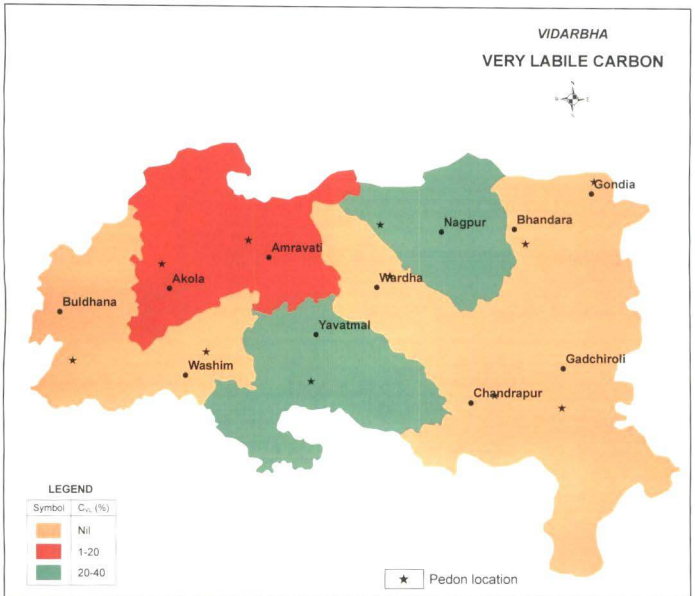 VIDARBHA
VERY LABILE CARBON
N
Gondia
Bhandara
Nagpur
Amravati
Akola
Wardha
Buldhana
Yavatmal
Washim
Gadchiroli
Chandrapur
LEGEND
Symbol C_VL (%)
Nil
1-20
20-40
★ Pedon location